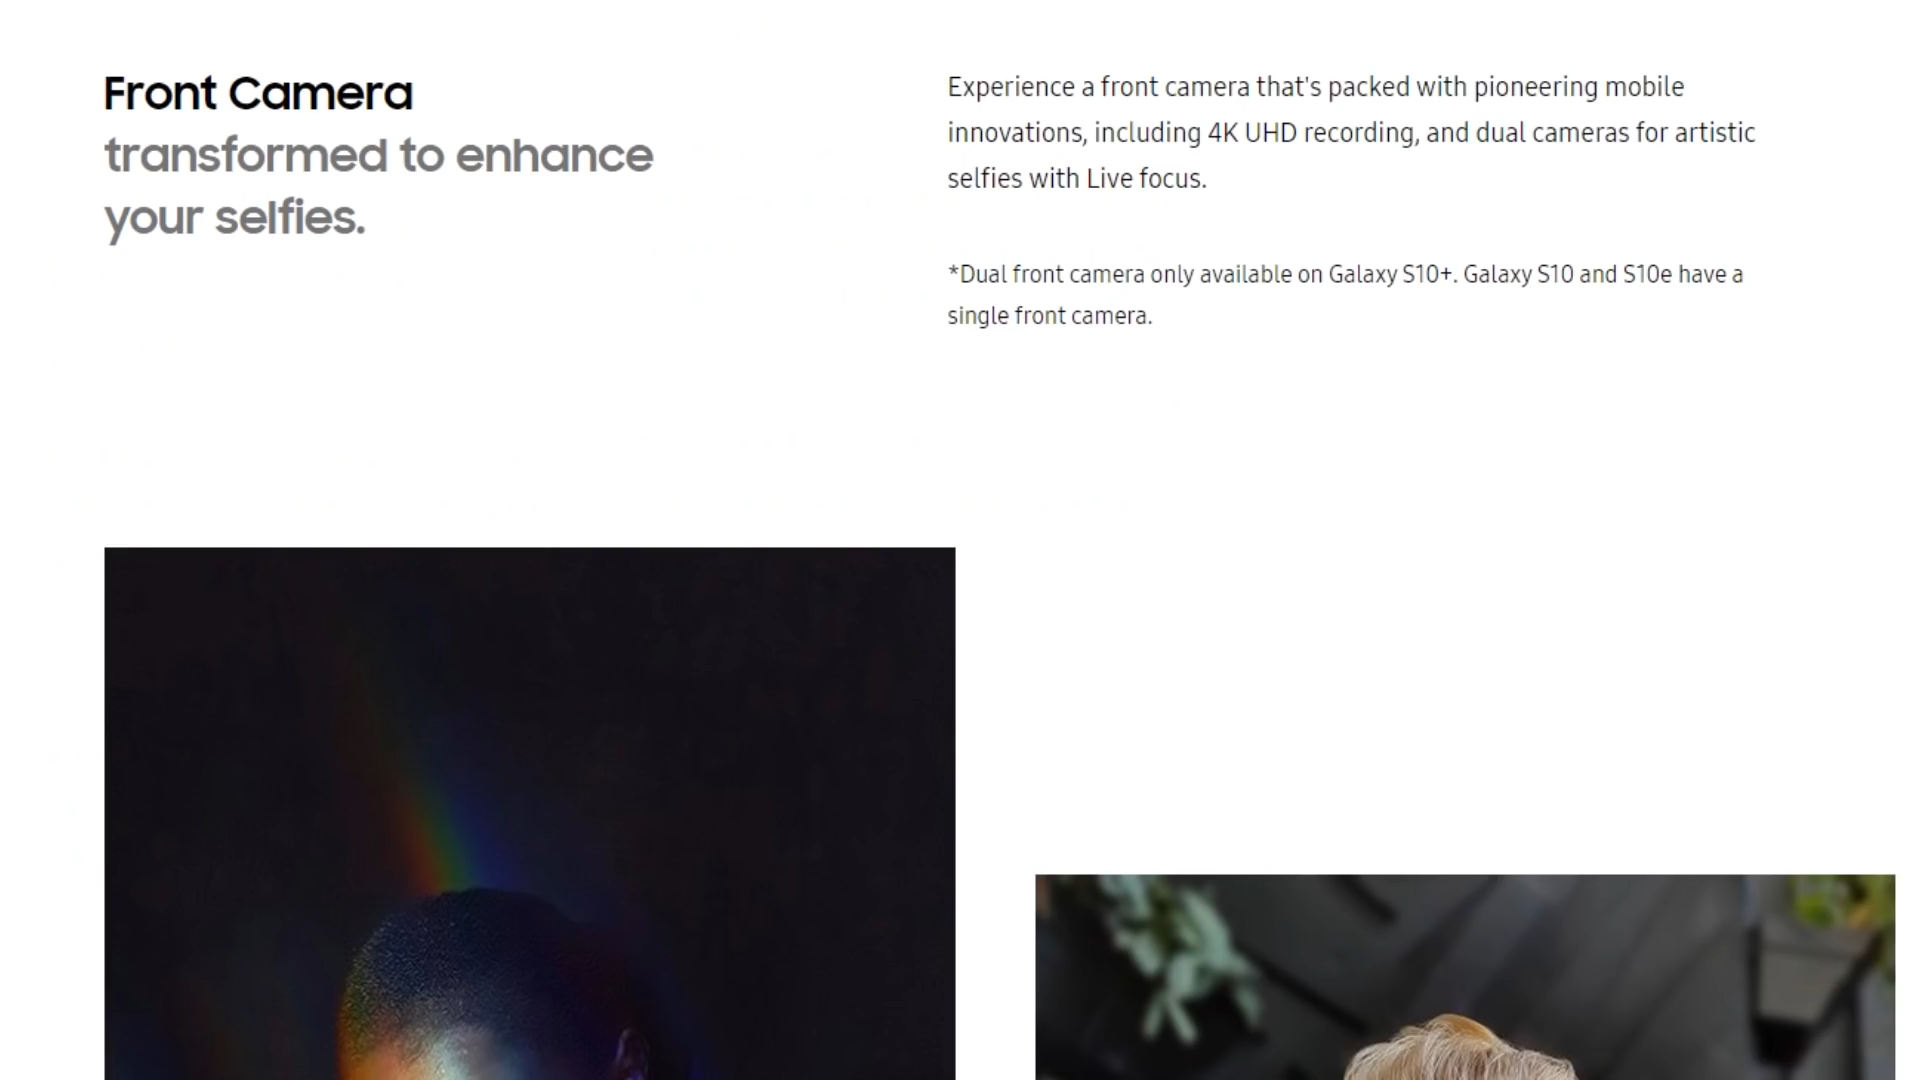 Front Camera
transformed to enhance
your selfies.
Experience a front camera that's packed with pioneering mobile
innovations, including 4K UHD recording, and dual cameras for artistic
selfies with Live focus.
*Dual front camera only available on Galaxy S10+. Galaxy S10 and S10e have a
single front camera.